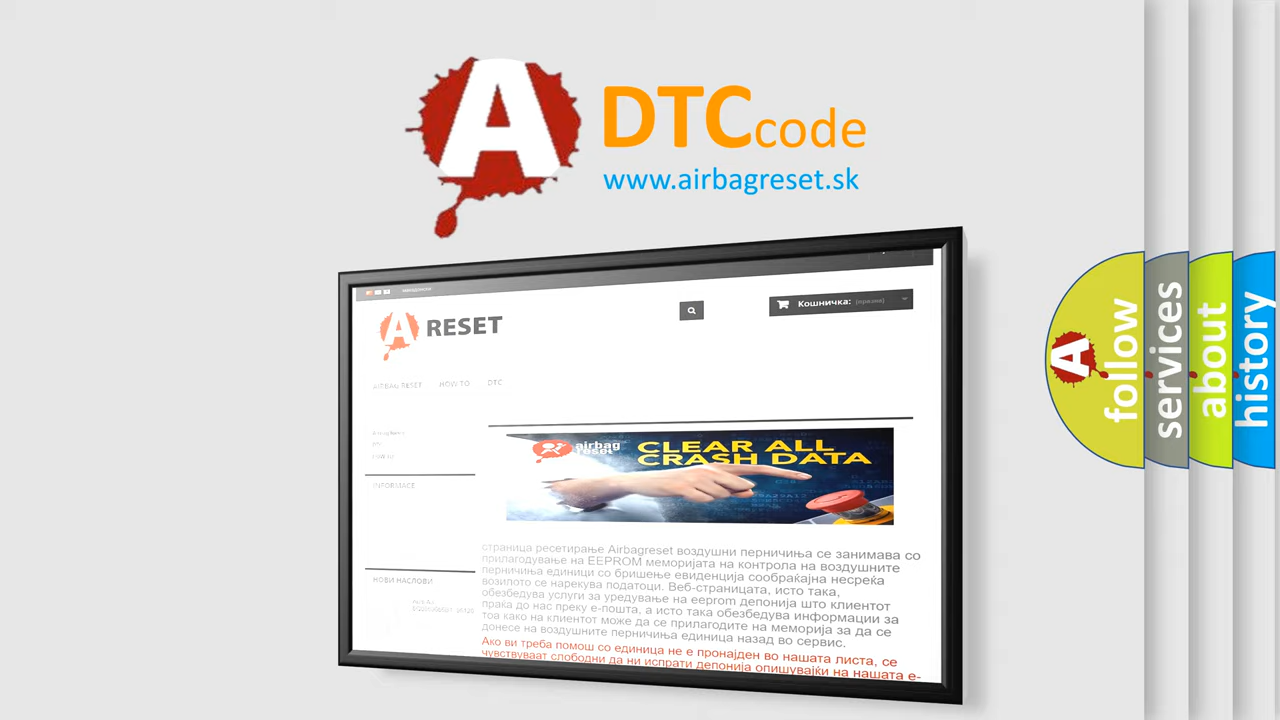 A
DTCcode
www.airbagreset.sk
Кошничка: (празна)
A RESET
AIRBAG RESET HOW TO DTC
airbag
reset
CLEAR ALL
CRASH DATA
INFORMACE
страница ресетирање Airbagreset воздушни перничиња се занимава со
прилагодување на EEPROM меморијата на контрола на воздушните
перничиња единици со бришење евиденција сообраќајна несреќа
возилото се нарекува податоци. Веб-страницата, исто така,
обезбедува услуги за уредување на eeprom депонија што клиентот
праќа до нас преку е-пошта, а исто така обезбедува информации за
тоа како на клиентот може да се прилагодите на меморија за да се
донесе на воздушните перничиња единица назад во сервис.
Ако ви треба помош со единица не е пронајден во нашата листа, се
чувствуваат слободни да ни испрати депонија опишувајќи на нашата е-
НОВИ НАСЛОВИ
A
follow
services
about
history